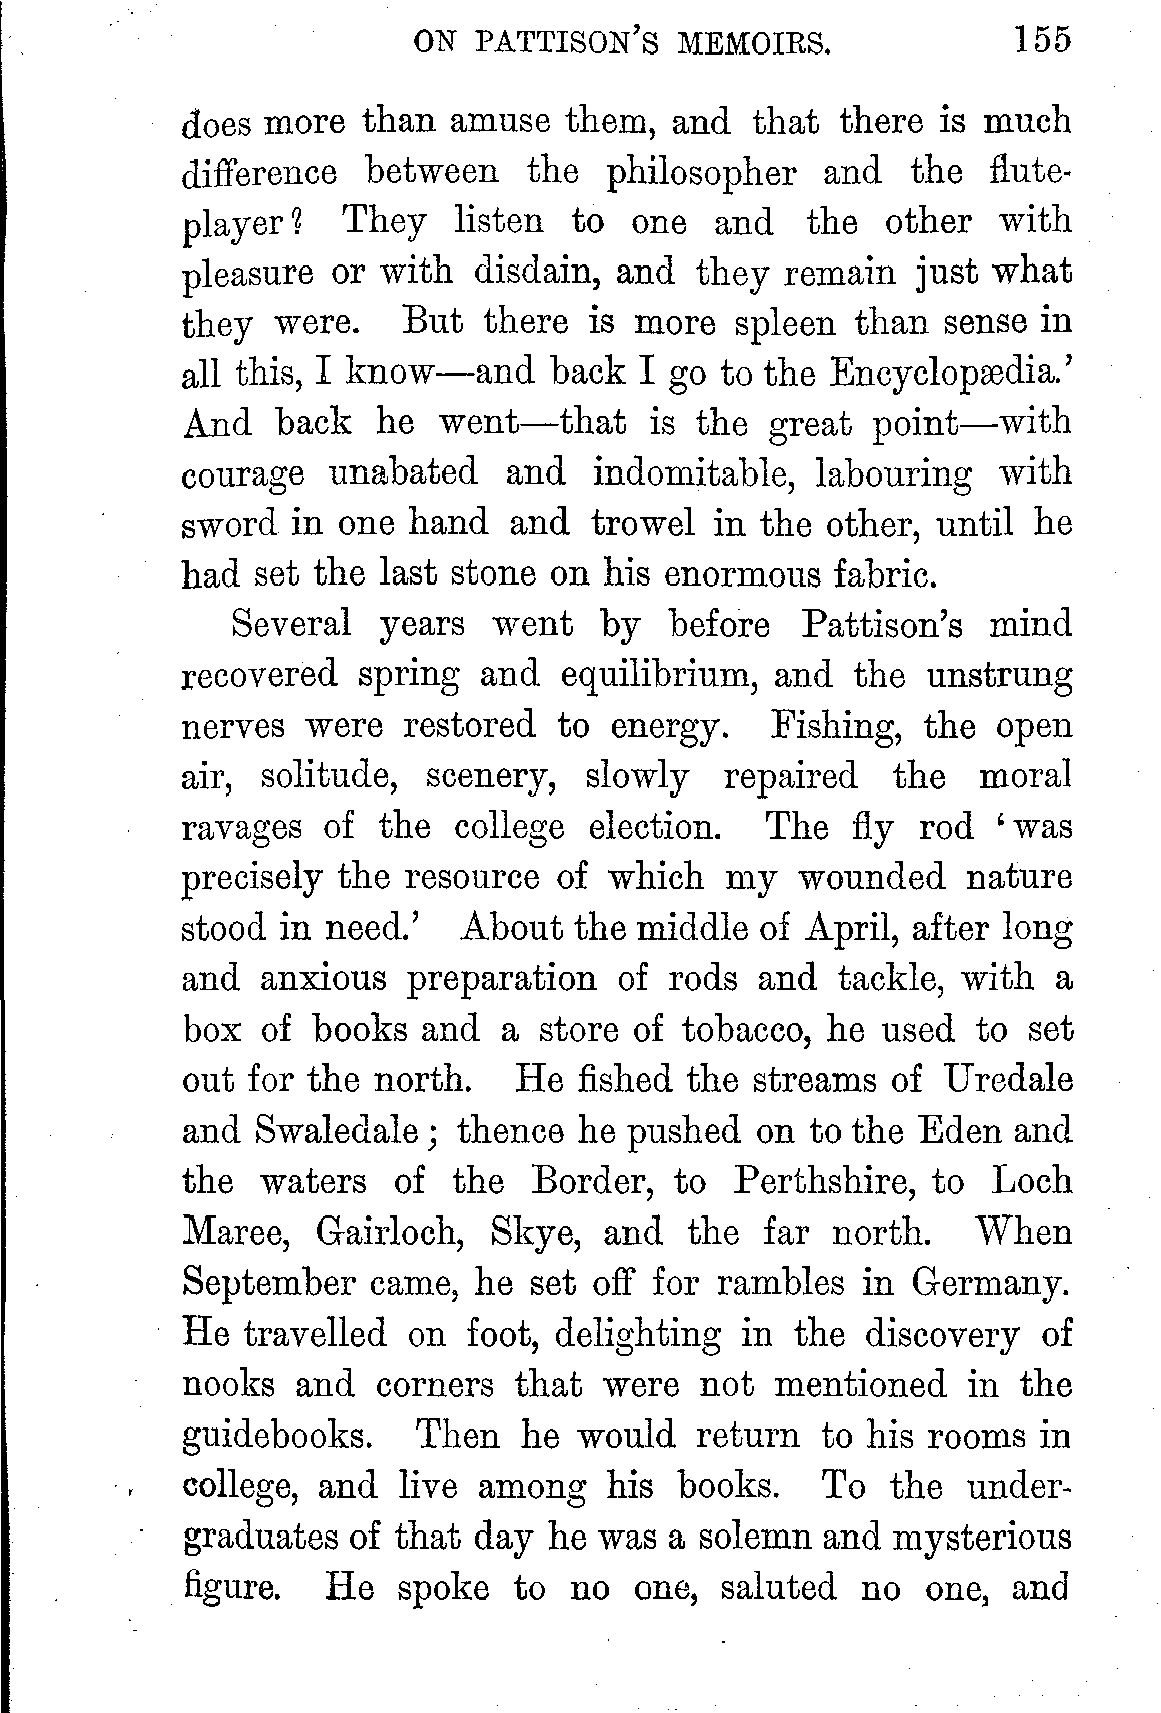 ON PATTISON'S MEMOIRS. 155
does more than amuse them, and that there is much
difference between the philosopher and the flute-
player? They listen to one and the other with
pleasure or with disdain, and they remain just what
they were. But there is more spleen than sense in
all this, I know—and back I go to the Encyclopædia.'
And back he went—that is the great point—with
courage unabated and indomitable, labouring with
sword in one hand and trowel in the other, until he
had set the last stone on his enormous fabric.
Several years went by before Pattison's mind
recovered spring and equilibrium, and the unstrung
nerves were restored to energy. Fishing, the open
air, solitude, scenery, slowly repaired the moral
ravages of the college election. The fly rod 'was
precisely the resource of which my wounded nature
stood in need.' About the middle of April, after long
and anxious preparation of rods and tackle, with a
box of books and a store of tobacco, he used to set
out for the north. He fished the streams of Uredale
and Swaledale; thence he pushed on to the Eden and
the waters of the Border, to Perthshire, to Loch
Maree, Gairloch, Skye, and the far north. When
September came, he set off for rambles in Germany.
He travelled on foot, delighting in the discovery of
nooks and corners that were not mentioned in the
guidebooks. Then he would return to his rooms in
college, and live among his books. To the under-
graduates of that day he was a solemn and mysterious
figure. He spoke to no one, saluted no one, and